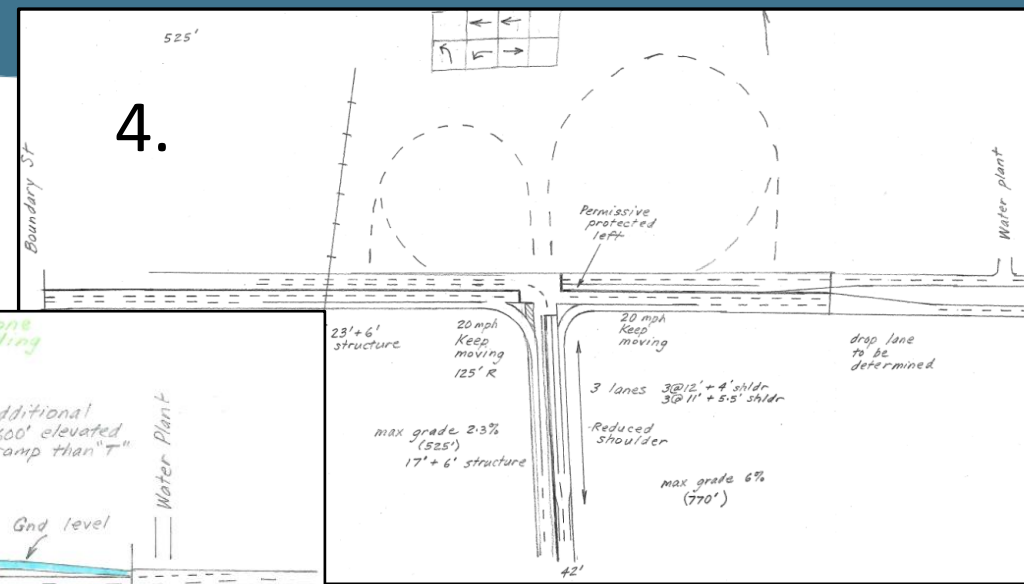 525'
4.
Boundary St
Permissive
protected
left
Water plant
23'+6'
structure
20 mph
Keep
moving
125' R
20 mph
Keep
moving
drop lane
to be
determined
3 lanes 3@12' + 4' shldr
3@11' + 5.5' shldr
Reduced
shoulder
max grade 2.3%
(525')
17'+6' structure
max grade 6%
(770')
42'
additional
600' elevated
ramp than "T"
Water Plant
Gnd level